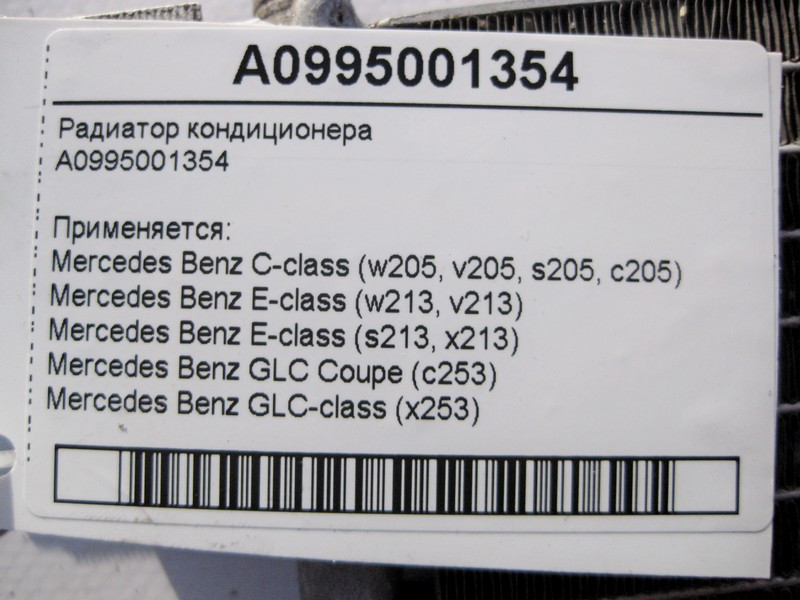 A0995001354
Радиатор кондиционера
A0995001354
Применяется:
Mercedes Benz C-class (w205, v205, s205, c205)
Mercedes Benz E-class (w213, v213)
Mercedes Benz E-class (s213, x213)
Mercedes Benz GLC Coupe (c253)
Mercedes Benz GLC-class (x253)